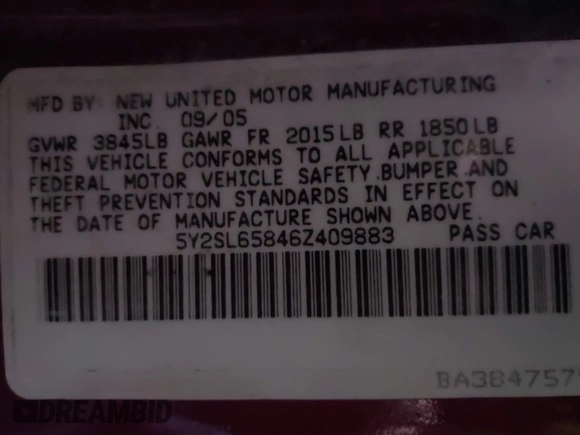 MFD BY: NEW UNITED MOTOR MANUFACTURING
INC. 09/05
GVWR 3845LB GAWR FR 2015LB RR 1850LB
THIS VEHICLE CONFORMS TO ALL APPLICABLE
FEDERAL MOTOR VEHICLE SAFETY.BUMPER AND
THEFT PREVENTION STANDARDS IN EFFECT ON
THE DATE OF MANUFACTURE SHOWN ABOVE.
5Y2SL65846Z409883 PASS CAR
BA384757
DREAMBID